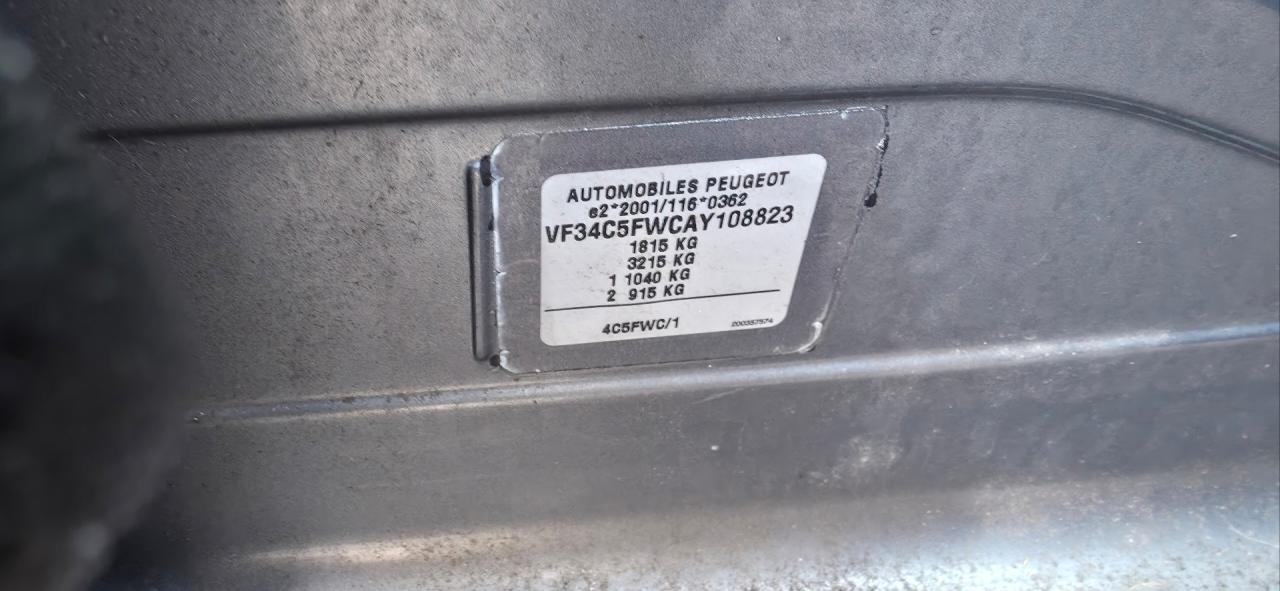 AUTOMOBILES PEUGEOT
e2*2001/116*0362
VF34C5FWCAY108823
1815 KG
3215 KG
1 1040 KG
2 915 KG
4C5FWC/1
200357574